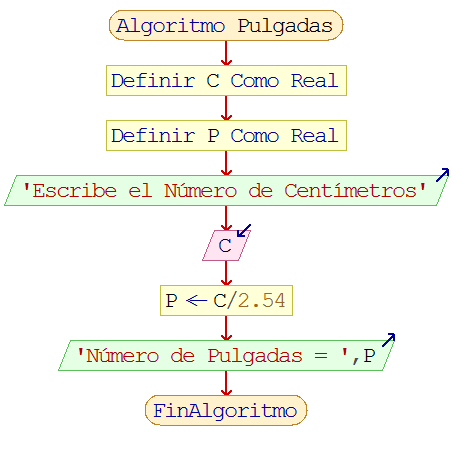 Algoritmo Pulgadas
Definir C Como Real
Definir P Como Real
'Escribe el Número de Centímetros'
C
P ← C/2.54
'Número de Pulgadas = ',P
FinAlgoritmo